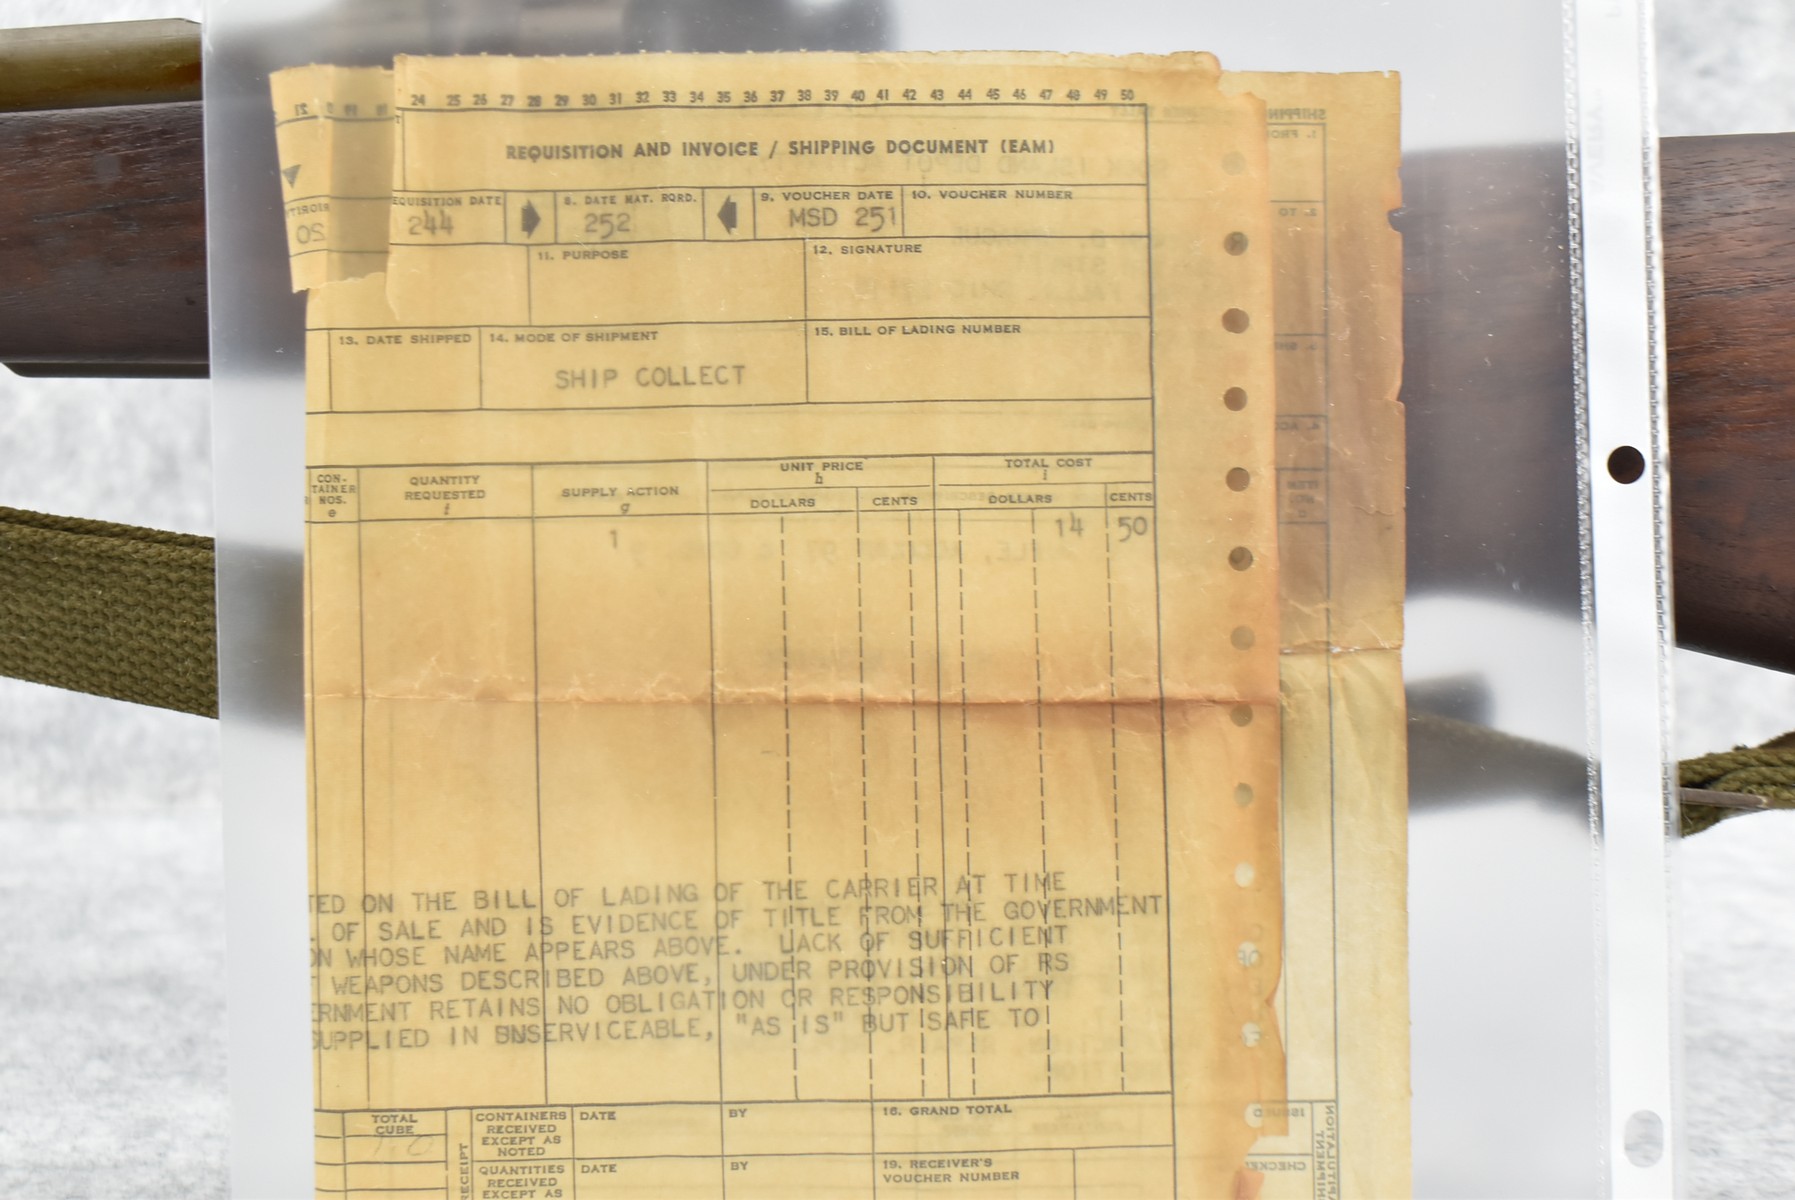 24 25 26 27 28 29 30 31 32 33 34 35 36 37 38 39 40 41 42 43 44 45 46 47 48 49 50
REQUISITION AND INVOICE / SHIPPING DOCUMENT (EAM)
EQUISITION DATE
244
8. DATE MAT. RQRD.
252
9. VOUCHER DATE
MSD 251
10. VOUCHER NUMBER
11. PURPOSE
12. SIGNATURE
13. DATE SHIPPED
14. MODE OF SHIPMENT
SHIP COLLECT
15. BILL OF LADING NUMBER
CON-
TAINER
NOS.
e
QUANTITY
REQUESTED
f
SUPPLY ACTION
g
UNIT PRICE
h
DOLLARS CENTS
TOTAL COST
i
DOLLARS CENTS
1 14 50
TED ON THE BILL OF LADING OF THE CARRIER AT TIME
. OF SALE AND IS EVIDENCE OF TITLE FROM THE GOVERNMENT
ON WHOSE NAME APPEARS ABOVE. LACK OF SUFFICIENT
WEAPONS DESCRIBED ABOVE, UNDER PROVISION OF RS
ERNMENT RETAINS NO OBLIGATION OR RESPONSIBILITY
SUPPLIED IN UNSERVICEABLE, "AS IS" BUT SAFE TO
TOTAL
CUBE
RECEIPT
CONTAINERS
RECEIVED
EXCEPT AS
NOTED
DATE
BY
18. GRAND TOTAL
QUANTITIES
RECEIVED
EXCEPT AS
DATE
BY
19. RECEIVER'S
VOUCHER NUMBER